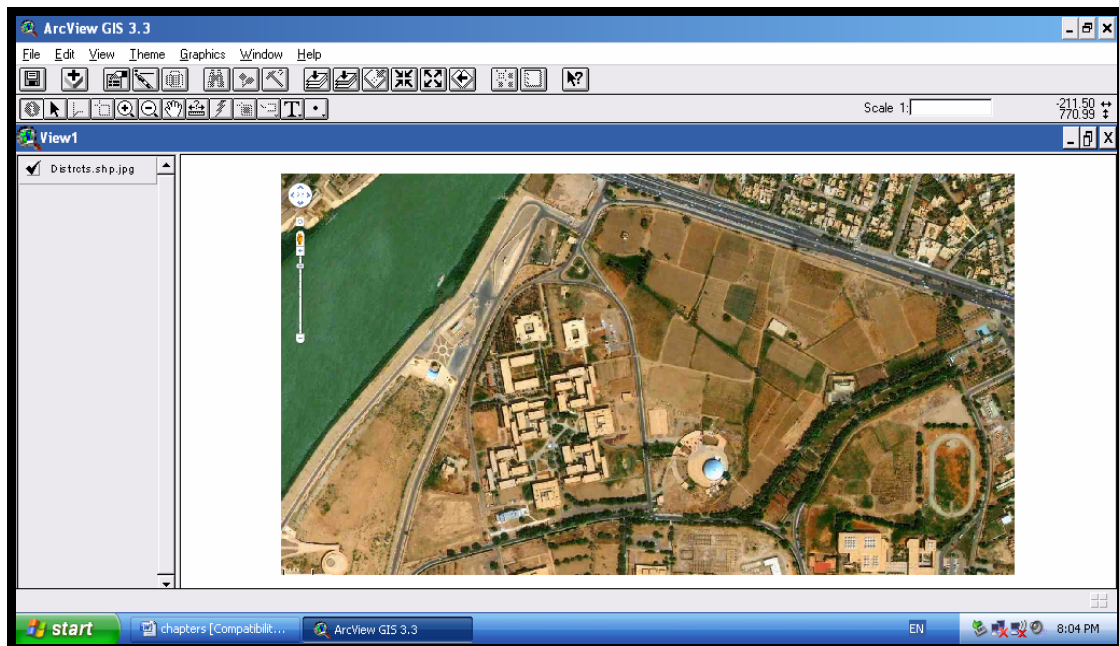 ArcView GIS 3.3
File Edit View Theme Graphics Window Help
Scale 1:
-211.50
770.99
View1
Distrcts.shp.jpg
start chapters [Compatibilit... ArcView GIS 3.3 EN 8:04 PM